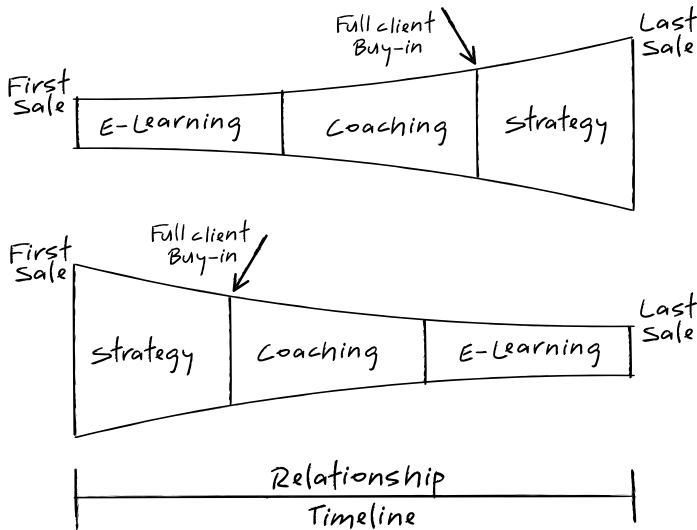 Full client
Buy-in
Last
Sale
First
Sale
E-Learning
Coaching
Strategy
Full client
Buy-in
First
Sale
Last
Sale
Strategy
Coaching
E-Learning
Relationship
Timeline